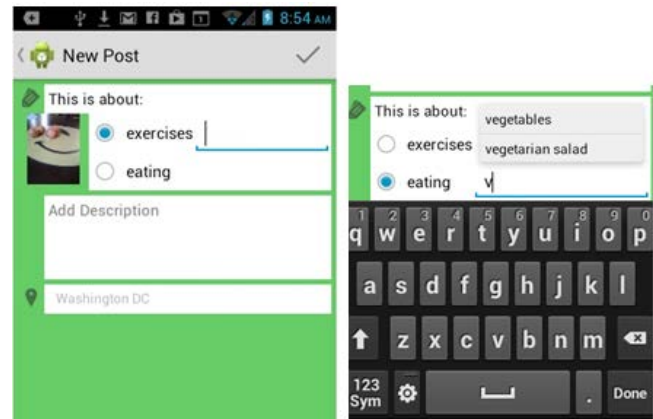 8:54 AM
New Post
This is about:
exercises
eating
Add Description
Washington DC
This is about:
vegetables
exercises
vegetarian salad
eating v
1 2 3 4 5 6 7 8 9 0
q w e r t y u i o p
a s d f g h j k l
z x c v b n m
123
Sym
. Done